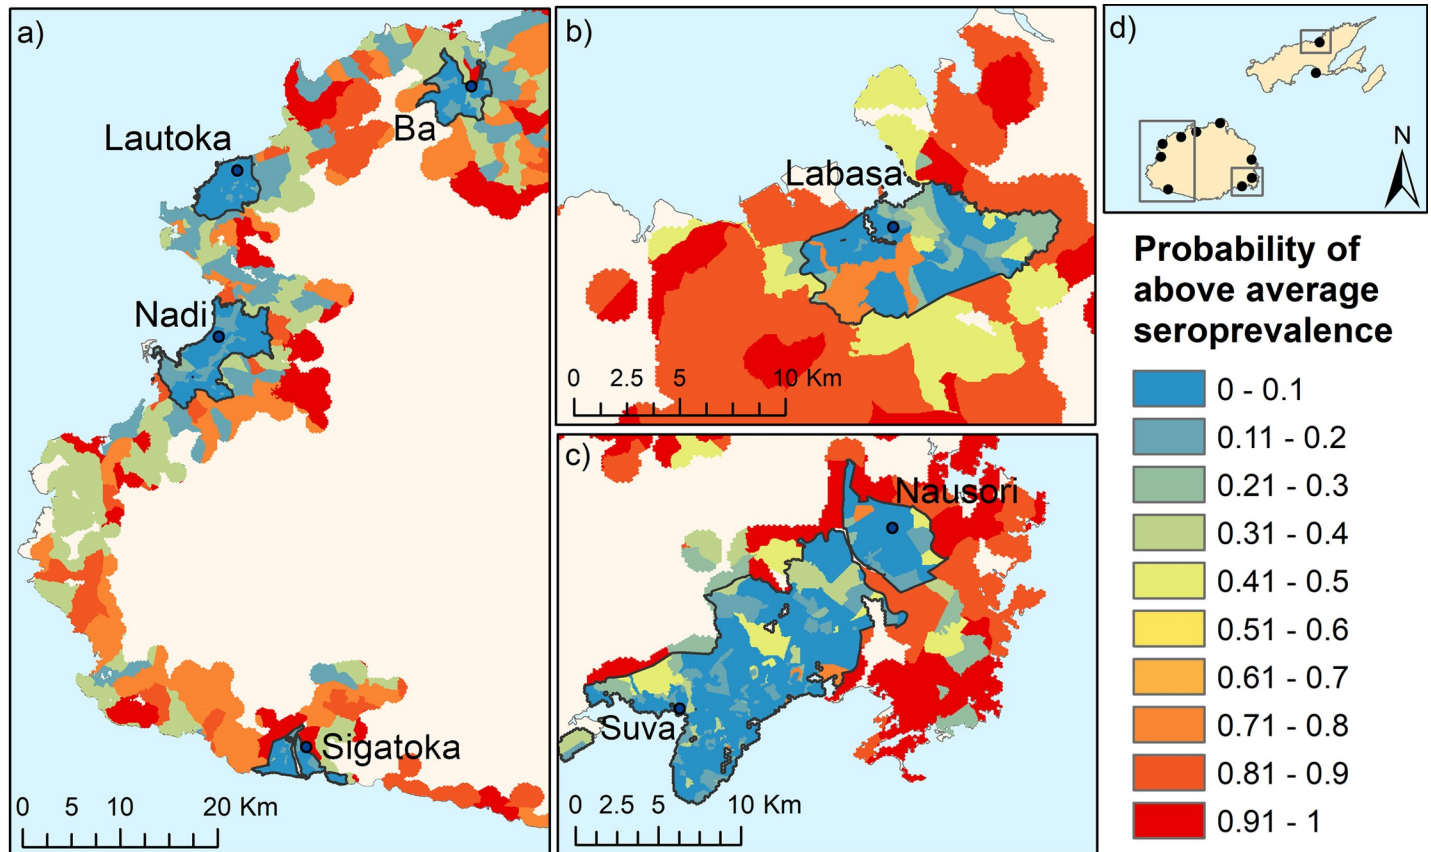 a)
Lautoka
Ba
Nadi
Sigatoka
0 5 10 20 Km
b)
Labasa
0 2.5 5 10 Km
c)
Nausori
Suva
0 2.5 5 10 Km
d)
N
Probability of
above average
seroprevalence
0 - 0.1
0.11 - 0.2
0.21 - 0.3
0.31 - 0.4
0.41 - 0.5
0.51 - 0.6
0.61 - 0.7
0.71 - 0.8
0.81 - 0.9
0.91 - 1